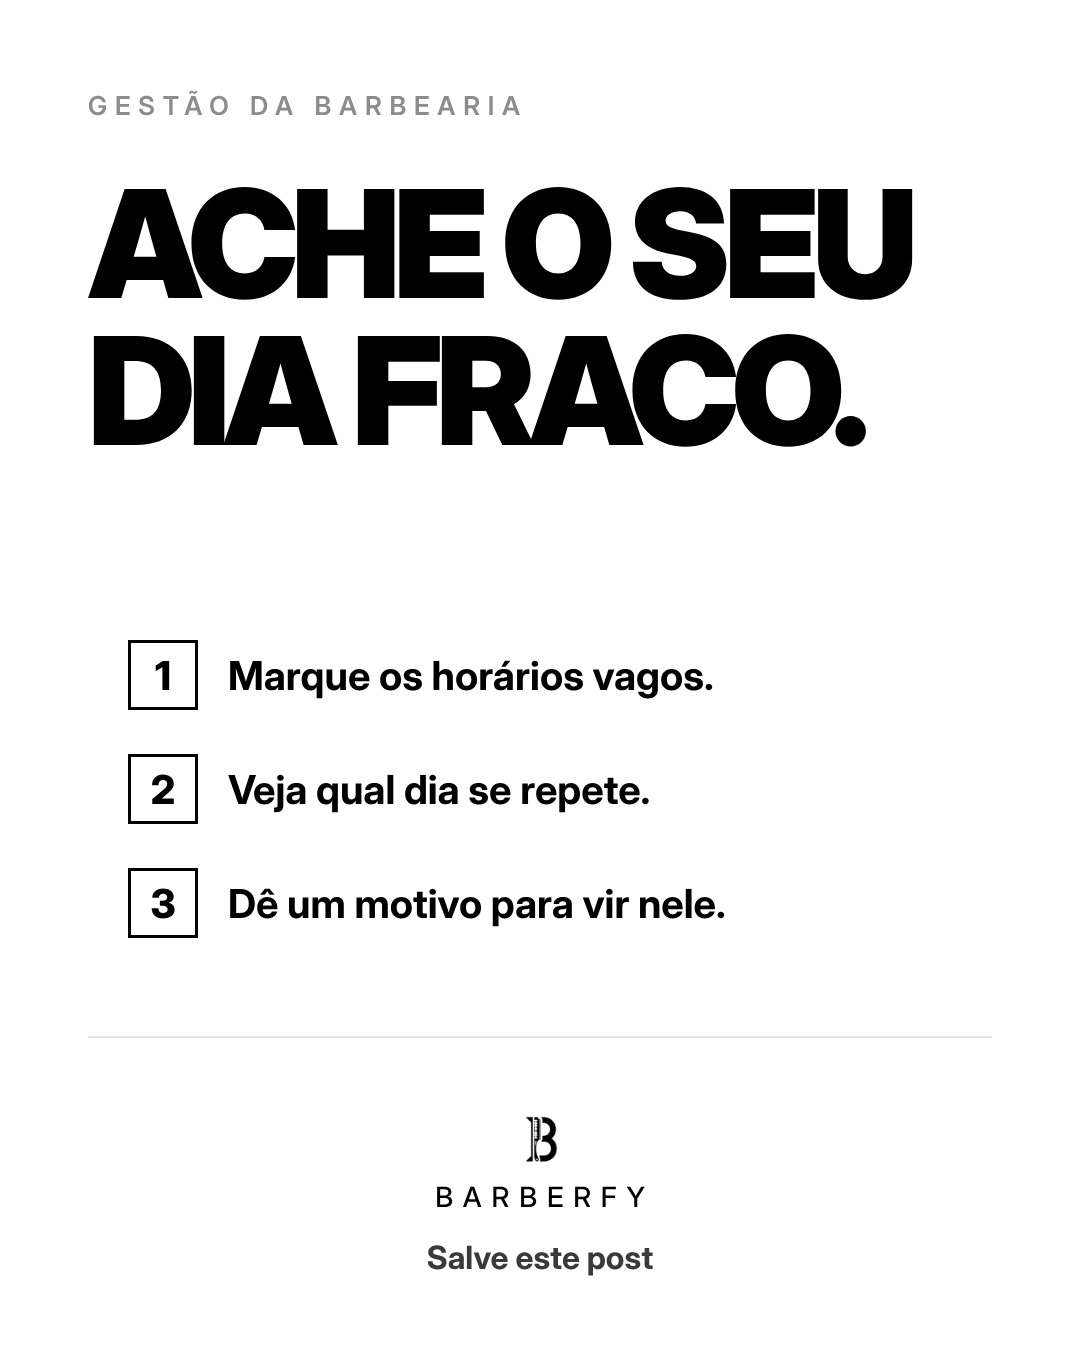 GESTÃO DA BARBEARIA
ACHE O SEU
DIA FRACO.
1 Marque os horários vagos.
2 Veja qual dia se repete.
3 Dê um motivo para vir nele.
B
BARBERFY
Salve este post